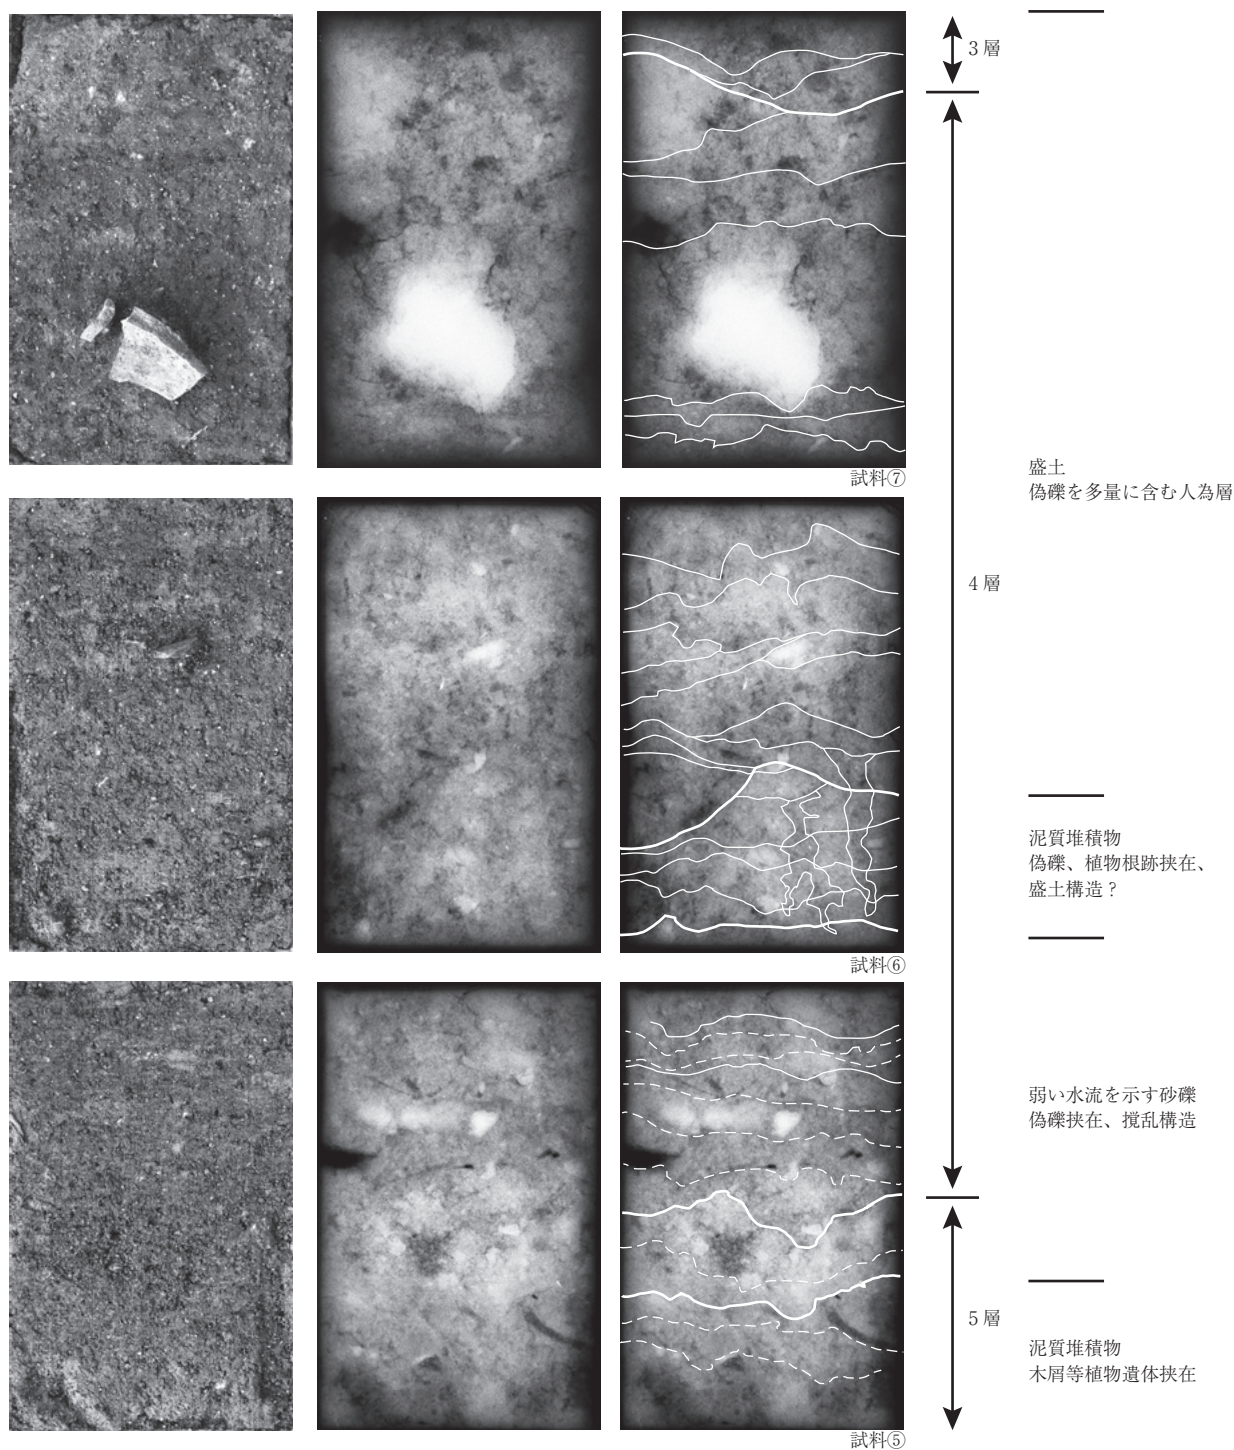 3層
試料⑦
盛土
偽礫を多量に含む人為層
4層
泥質堆積物
偽礫、植物根跡挟在、
盛土構造？
試料⑥
弱い水流を示す砂礫
偽礫挟在、撹乱構造
5層
泥質堆積物
木屑等植物遺体挟在
試料⑤